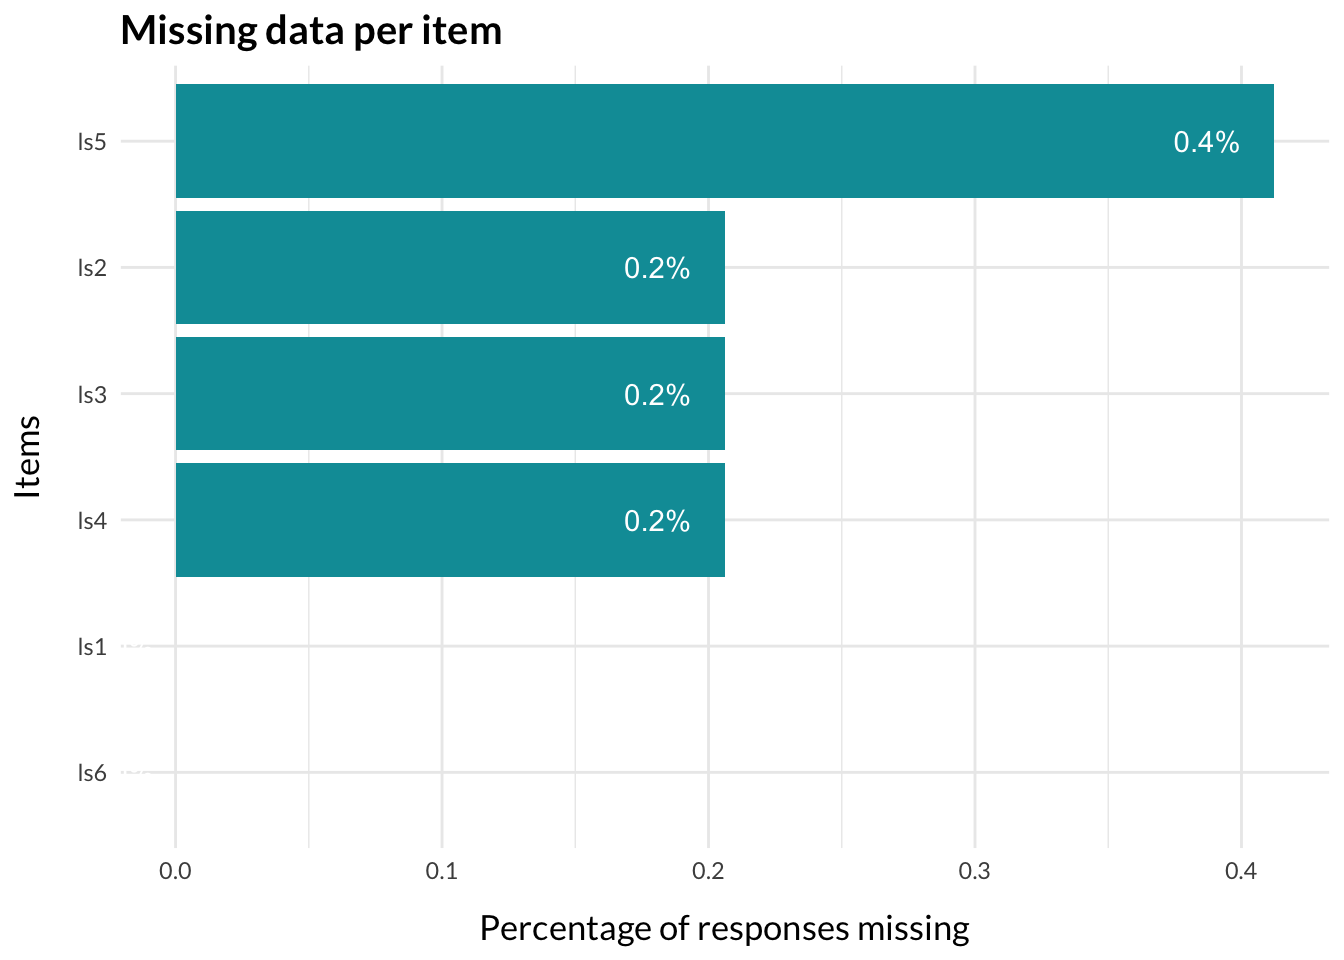 Missing data per item
ls5
0.4%
ls2
0.2%
ls3
0.2%
ls4
0.2%
ls1
ls6
Items
0.0 0.1 0.2 0.3 0.4
Percentage of responses missing